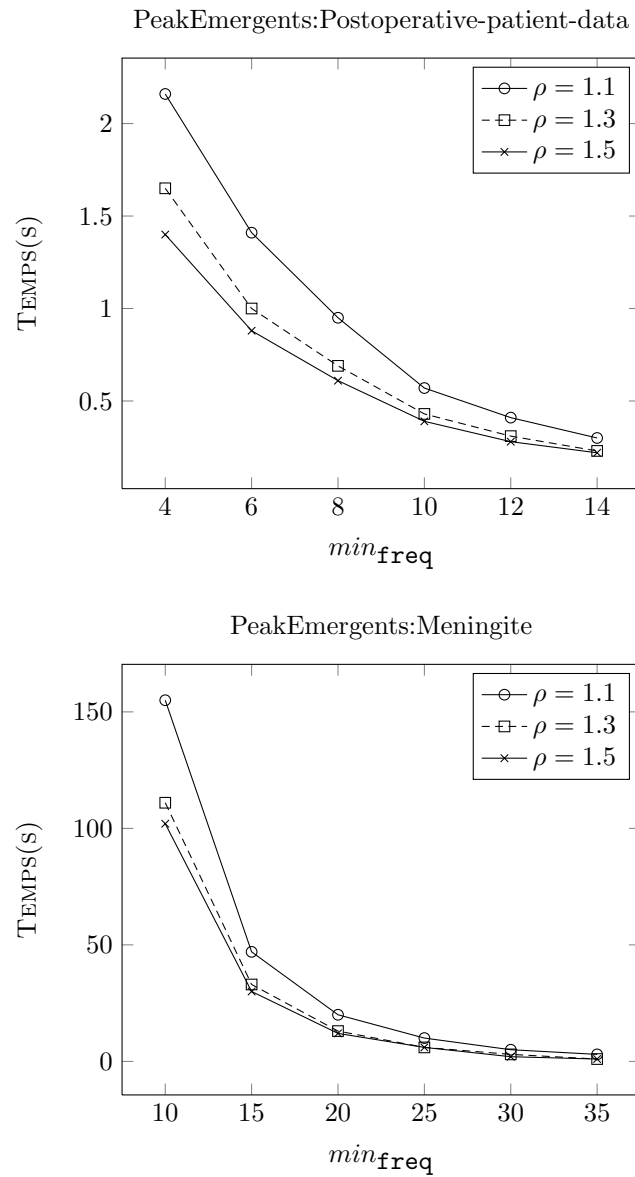 PeakEmergents:Postoperative-patient-data
ρ = 1.1
ρ = 1.3
ρ = 1.5
2
1.5
1
0.5
TEMPS(S)
4 6 8 10 12 14
min_freq
PeakEmergents:Meningite
ρ = 1.1
ρ = 1.3
ρ = 1.5
150
100
50
0
TEMPS(S)
10 15 20 25 30 35
min_freq